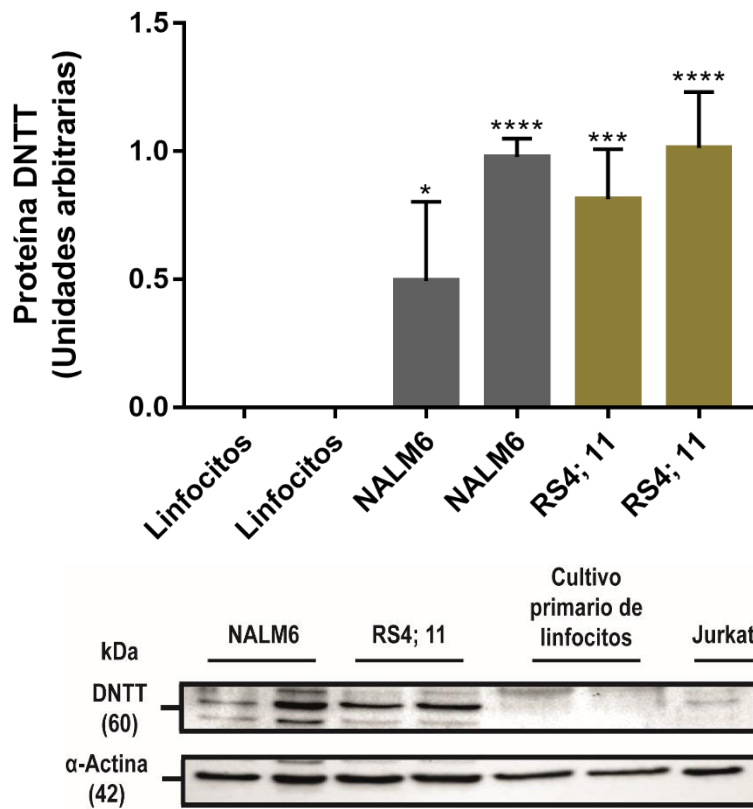 Proteína DNTT
(Unidades arbitrarias)
1.5
1.0
0.5
0.0
*
****
***
****
Linfocitos
Linfocitos
NALM6
NALM6
RS4; 11
RS4; 11
kDa
NALM6
RS4; 11
Cultivo
primario de
linfocitos
Jurkat
DNTT
(60)
α-Actina
(42)